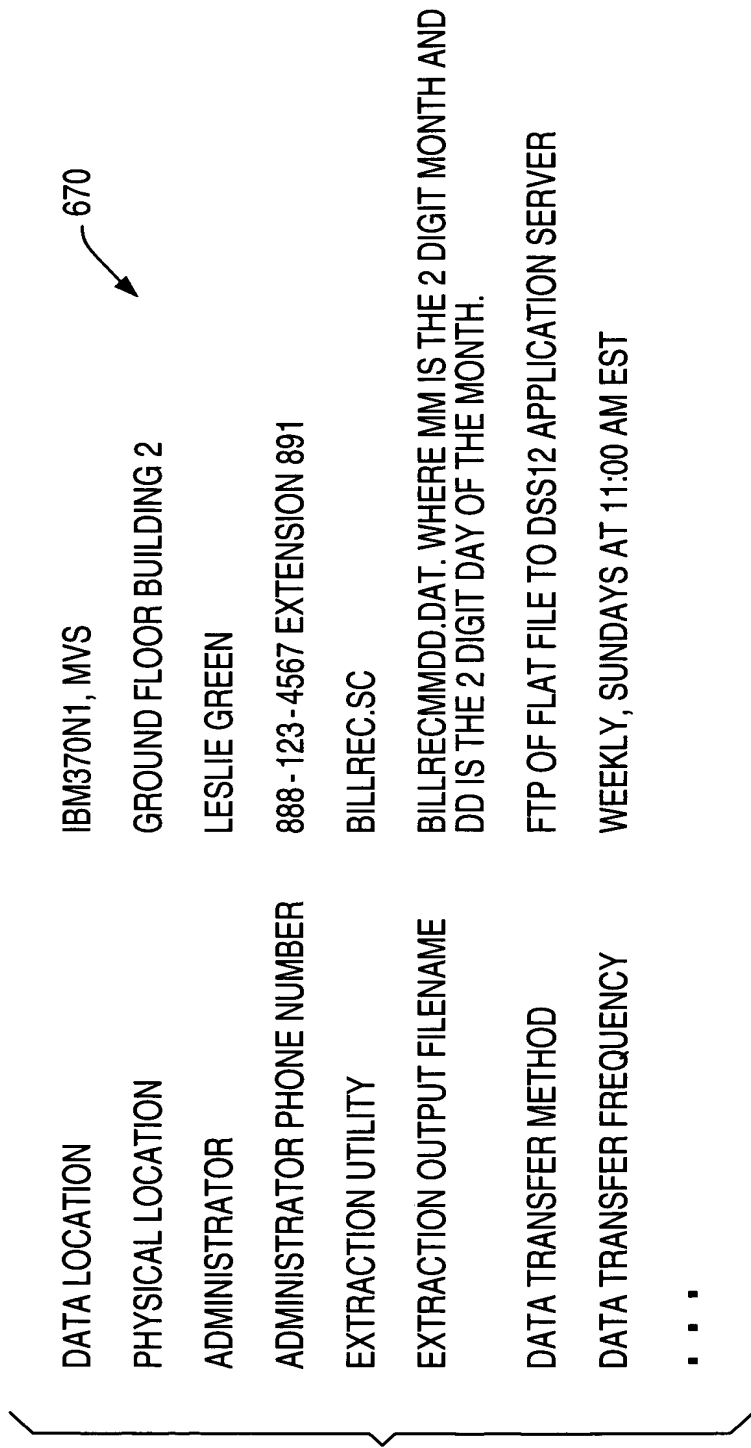 670
DATA LOCATION IBM370N1, MVS
PHYSICAL LOCATION GROUND FLOOR BUILDING 2
ADMINISTRATOR LESLIE GREEN
ADMINISTRATOR PHONE NUMBER 888-123-4567 EXTENSION 891
EXTRACTION UTILITY BILLREC.SC
EXTRACTION OUTPUT FILENAME BILLRECMMDD.DAT. WHERE MM IS THE 2 DIGIT MONTH AND
DD IS THE 2 DIGIT DAY OF THE MONTH.
DATA TRANSFER METHOD FTP OF FLAT FILE TO DSS12 APPLICATION SERVER
DATA TRANSFER FREQUENCY WEEKLY, SUNDAYS AT 11:00 AM EST
...